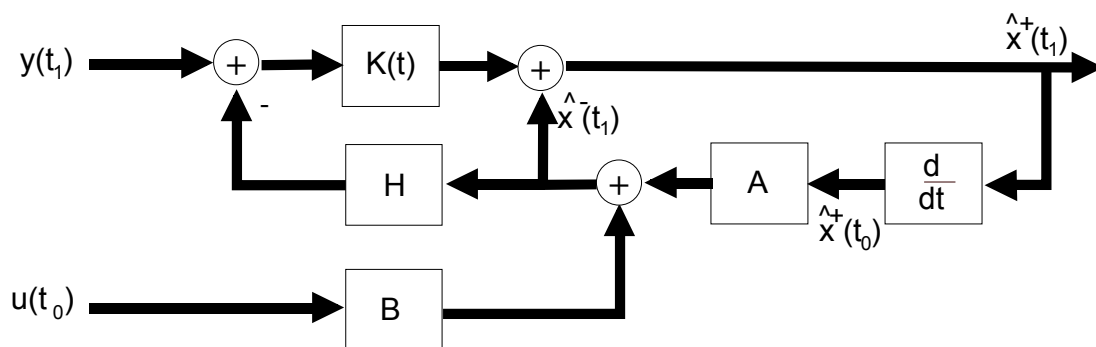 x̂⁺(t₁)
y(t₁)
+
K(t)
+
-
x̂⁻(t₁)
H
+
A
d
dt
x̂⁺(t₀)
u(t₀)
B